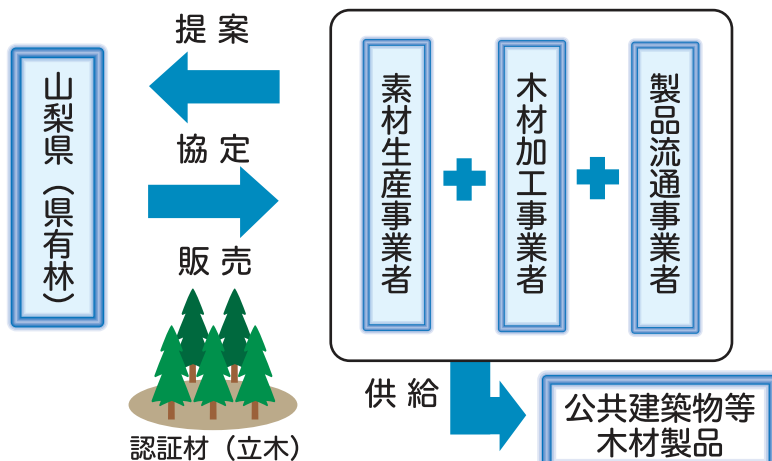 提案
山梨県（県有林）
協定
販売
認証材（立木）
素材生産事業者
木材加工事業者
製品流通事業者
供給
公共建築物等
木材製品